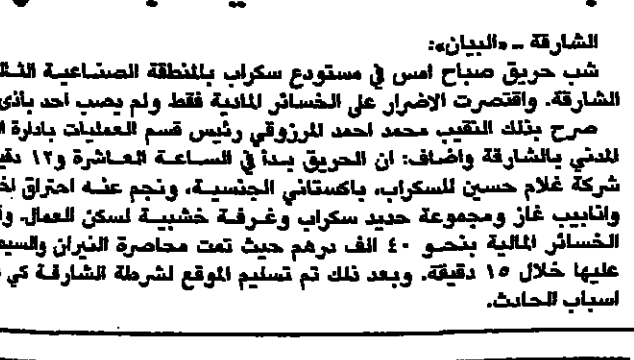 الشارقة ـ «البيان»:
شب حريق صباح امس في مستودع سكراب بالمنطقة الصناعية
الشارقة. واقتصرت الاضرار على الخسائر المادية فقط ولم يصب احد باذى
صرح بذلك النقيب محمد احمد المرزوقي رئيس قسم العمليات بادارة
المدني بالشارقة واضاف: ان الحريق بدأ في الساعة العاشرة و١٢
شركة غلام حسين للسكراب، باكستاني الجنسية، ونجم عنه احتراق
وانابيب غاز ومجموعة حديد سكراب وغرفة خشبية لسكن العمال.
الخسائر المالية بنحو ٤٠ الف درهم حيث تمت محاصرة النيران
عليها خلال ١٥ دقيقة. وبعد ذلك تم تسليم الموقع لشرطة الشارقة كي
اسباب الحادث.